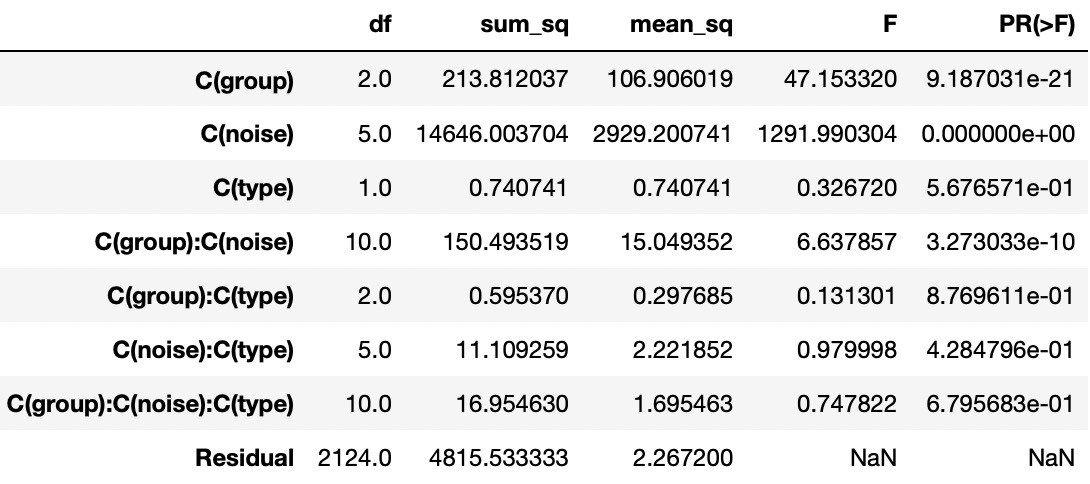 df sum_sq mean_sq F PR(>F)
C(group) 2.0 213.812037 106.906019 47.153320 9.187031e-21
C(noise) 5.0 14646.003704 2929.200741 1291.990304 0.000000e+00
C(type) 1.0 0.740741 0.740741 0.326720 5.676571e-01
C(group):C(noise) 10.0 150.493519 15.049352 6.637857 3.273033e-10
C(group):C(type) 2.0 0.595370 0.297685 0.131301 8.769611e-01
C(noise):C(type) 5.0 11.109259 2.221852 0.979998 4.284796e-01
C(group):C(noise):C(type) 10.0 16.954630 1.695463 0.747822 6.795683e-01
Residual 2124.0 4815.533333 2.267200 NaN NaN